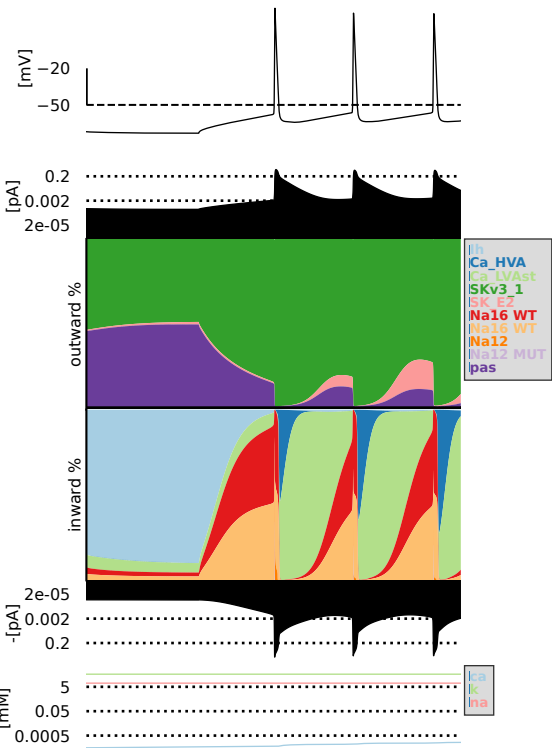 [mV]
−20
−50
[pA]
0.2
0.002
2e-05
outward %
Ih
Ca_HVA
Ca_LVAst
SKv3_1
SK_E2
Na16 WT
Na16 WT
Na12
Na12 MUT
pas
inward %
-[pA]
2e-05
0.002
0.2
[mM]
5
0.05
0.0005
ca
k
na